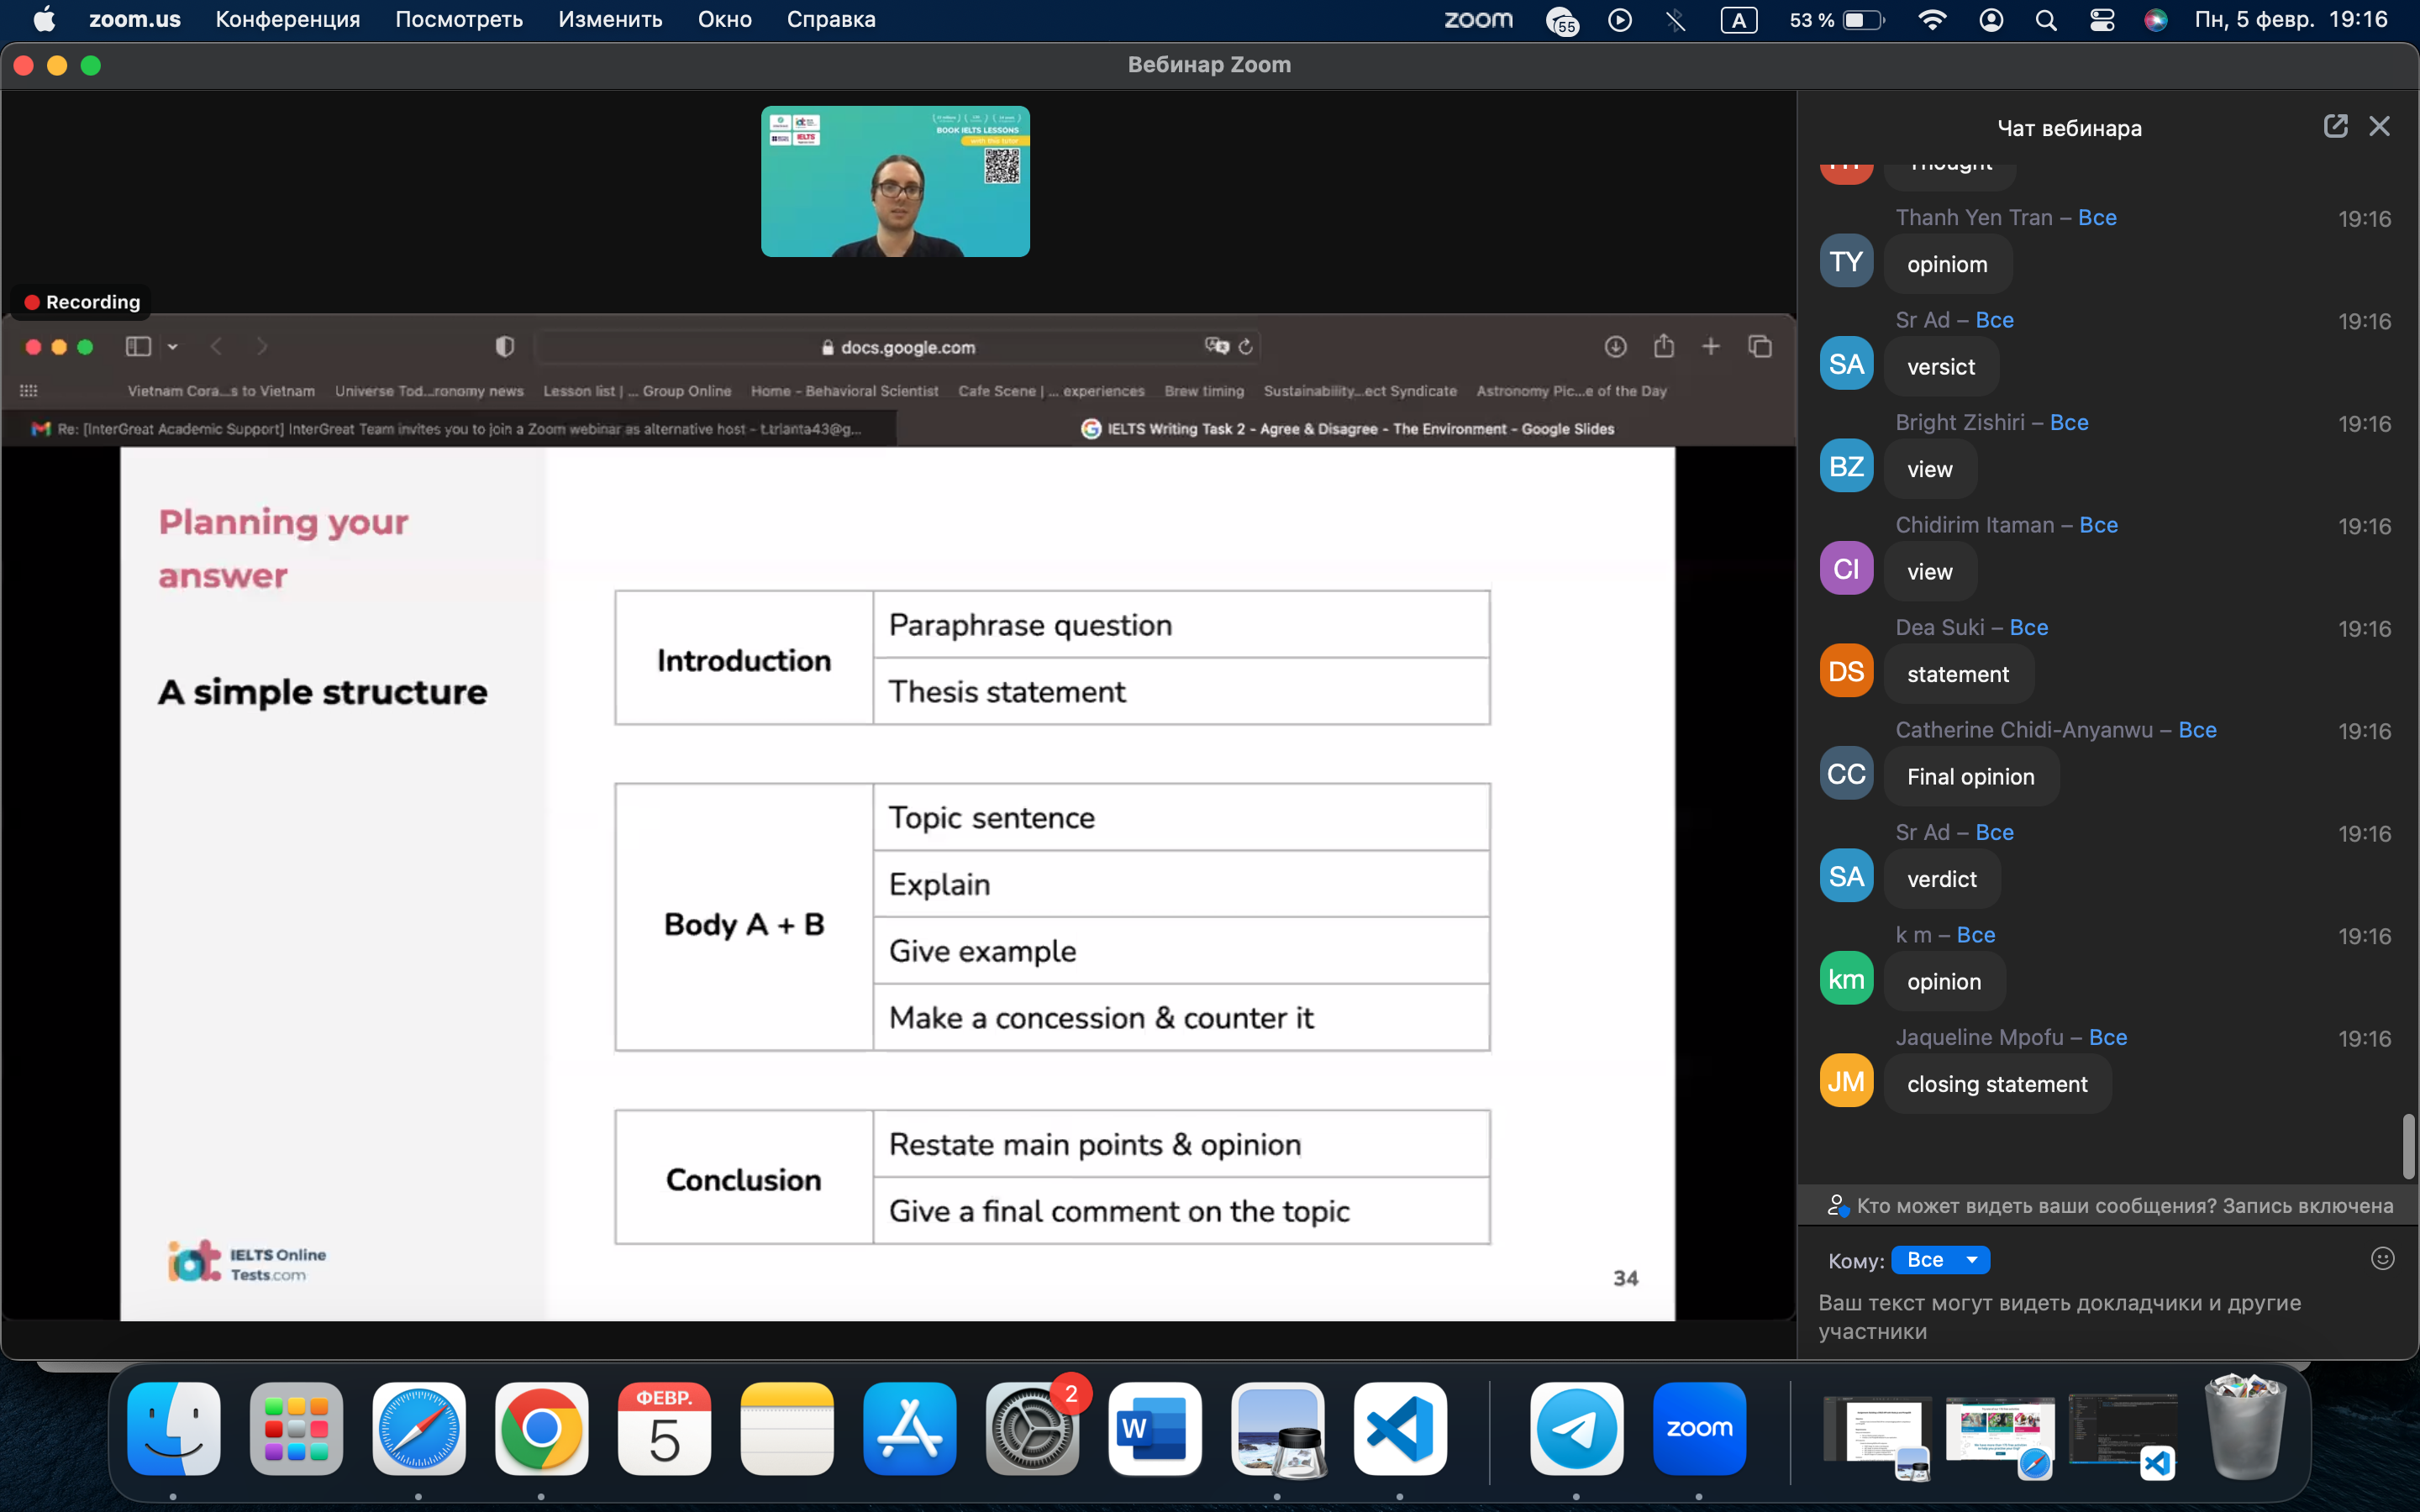 zoom.us Конференция Посмотреть Изменить Окно Справка zoom 55 A 53 % Пн, 5 февр. 19:16
Вебинар Zoom
BOOK IELTS LESSONS
with this tutor
IELTS
Recording
docs.google.com
Vietnam Cora...s to Vietnam Universe Tod...ronomy news Lesson list | ... Group Online Home - Behavioral Scientist Cafe Scene | ... experiences Brew timing Sustainability...ect Syndicate Astronomy Pic...e of the Day
Re: [InterGreat Academic Support] InterGreat Team invites you to join a Zoom webinar as alternative host - t.trianta43@g...
IELTS Writing Task 2 - Agree & Disagree - The Environment - Google Slides
Planning your
answer
A simple structure
Introduction
Paraphrase question
Thesis statement
Body A + B
Topic sentence
Explain
Give example
Make a concession & counter it
Conclusion
Restate main points & opinion
Give a final comment on the topic
iot IELTS Online
Tests.com
34
Чат вебинара
Thought
Thanh Yen Tran – Все 19:16
TY opiniom
Sr Ad – Все 19:16
SA versict
Bright Zishiri – Все 19:16
BZ view
Chidirim Itaman – Все 19:16
CI view
Dea Suki – Все 19:16
DS statement
Catherine Chidi-Anyanwu – Все 19:16
CC Final opinion
Sr Ad – Все 19:16
SA verdict
k m – Все 19:16
km opinion
Jaqueline Mpofu – Все 19:16
JM closing statement
Кто может видеть ваши сообщения? Запись включена
Кому: Все
Ваш текст могут видеть докладчики и другие
участники
ФЕВР.
5
2
W
zoom